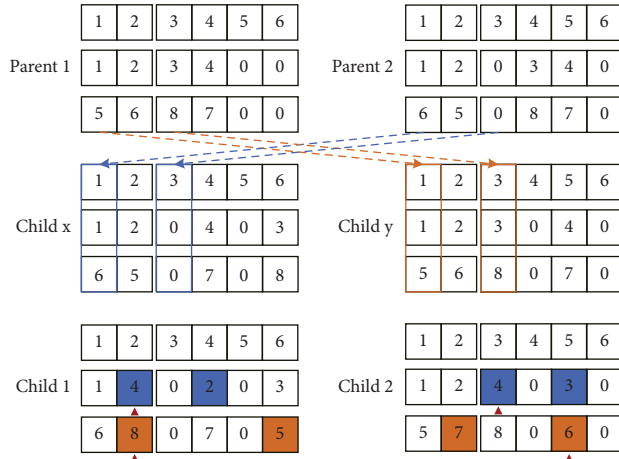 1 2 3 4 5 6 1 2 3 4 5 6
Parent 1 1 2 3 4 0 0 Parent 2 1 2 0 3 4 0
5 6 8 7 0 0 6 5 0 8 7 0
1 2 3 4 5 6 1 2 3 4 5 6
Child x 1 2 0 4 0 3 Child y 1 2 3 0 4 0
6 5 0 7 0 8 5 6 8 0 7 0
1 2 3 4 5 6 1 2 3 4 5 6
Child 1 1 4 0 2 0 3 Child 2 1 2 4 0 3 0
6 8 0 7 0 5 5 7 8 0 6 0